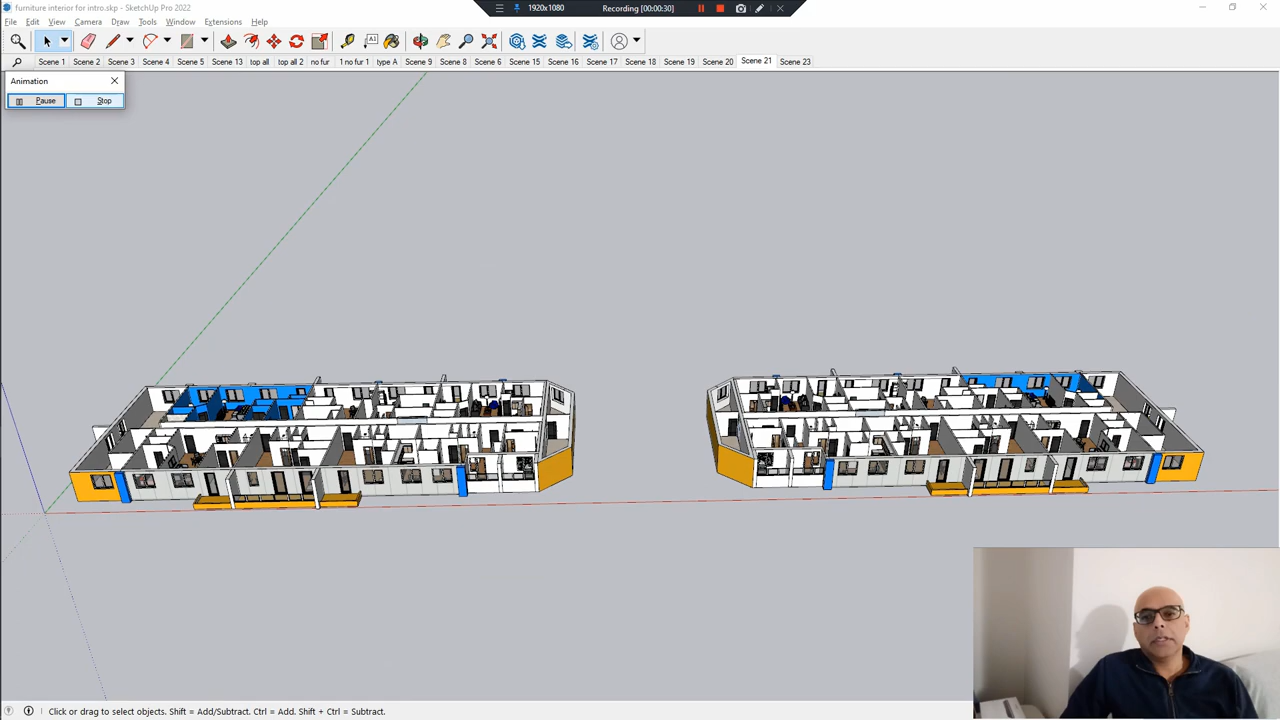 furniture interior for intro.skp - SketchUp Pro 2022
1920x1080
Recording [00:00:30]
File Edit View Camera Draw Tools Window Extensions Help
A1
Scene 1 Scene 2 Scene 3 Scene 4 Scene 5 Scene 13 top all top all 2 no fur 1 no fur 1 type A Scene 9 Scene 8 Scene 6 Scene 15 Scene 16 Scene 17 Scene 18 Scene 19 Scene 20 Scene 21 Scene 23
Animation
Pause Stop
Click or drag to select objects. Shift = Add/Subtract. Ctrl = Add. Shift + Ctrl = Subtract.